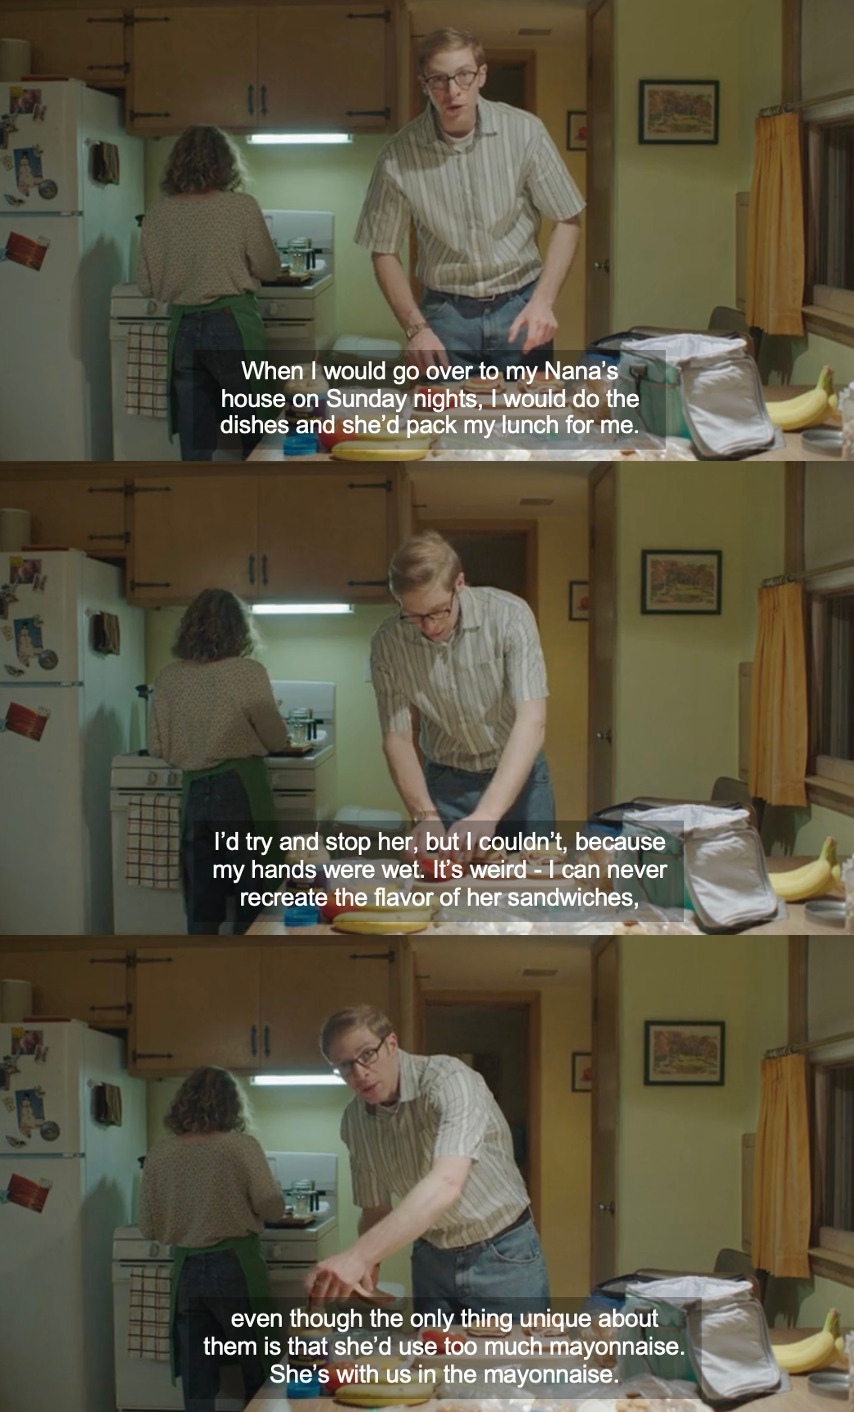 When I would go over to my Nana's
house on Sunday nights, I would do the
dishes and she'd pack my lunch for me.
I'd try and stop her, but I couldn't, because
my hands were wet. It's weird - I can never
recreate the flavor of her sandwiches,
even though the only thing unique about
them is that she'd use too much mayonnaise.
She's with us in the mayonnaise.